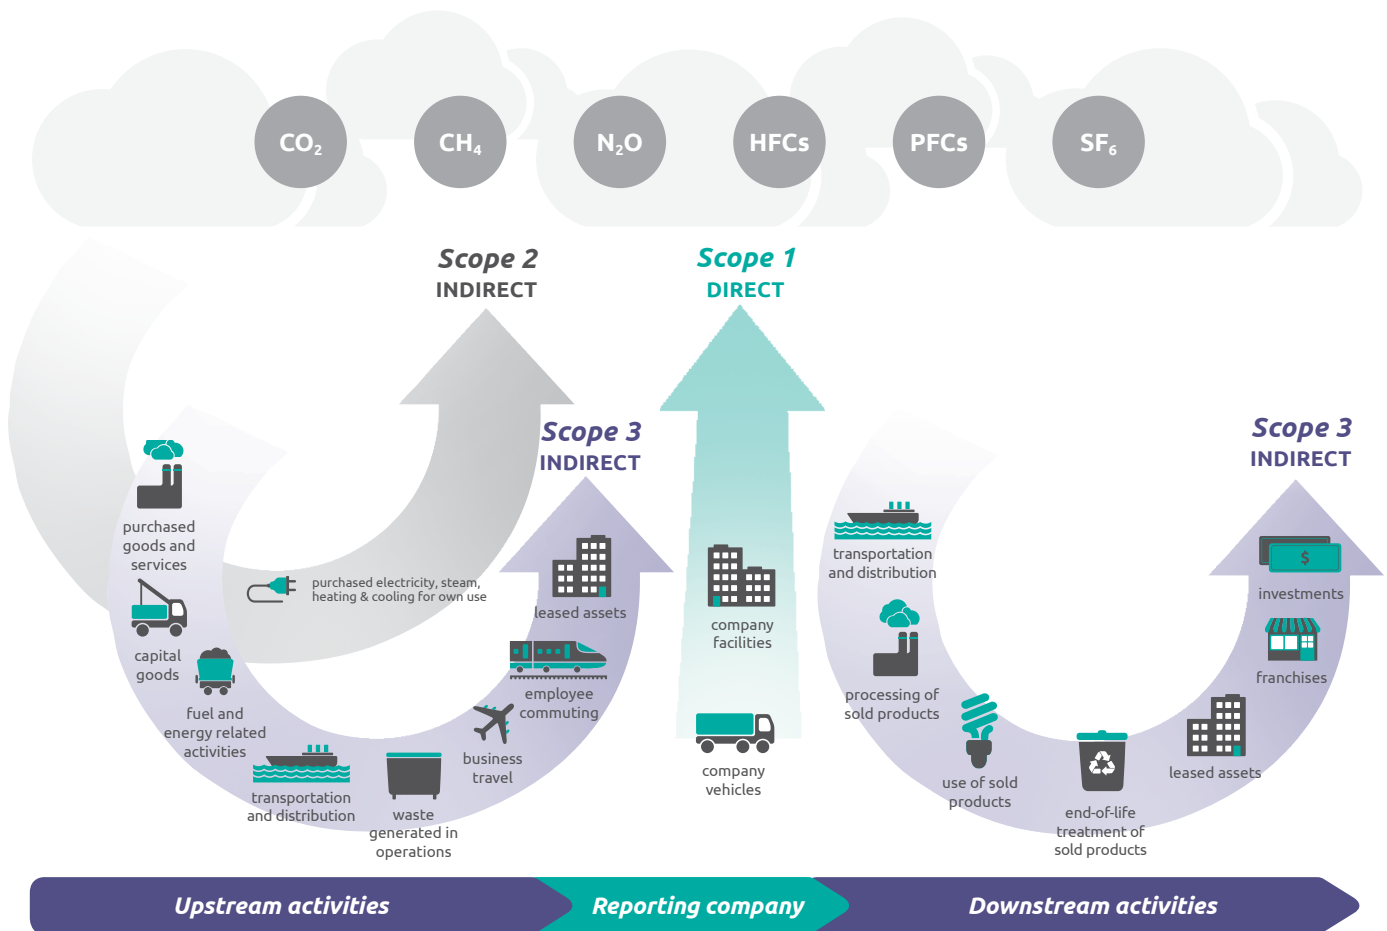 CO₂
CH₄
N₂O
HFCs
PFCs
SF₆
Scope 2
INDIRECT
Scope 1
DIRECT
Scope 3
INDIRECT
Scope 3
INDIRECT
purchased
goods and
services
capital
goods
fuel and
energy related
activities
transportation
and distribution
waste
generated in
operations
business
travel
employee
commuting
leased assets
purchased electricity, steam,
heating & cooling for own use
company
facilities
company
vehicles
transportation
and distribution
processing of
sold products
use of sold
products
end-of-life
treatment of
sold products
leased assets
franchises
$
investments
Upstream activities
Reporting company
Downstream activities